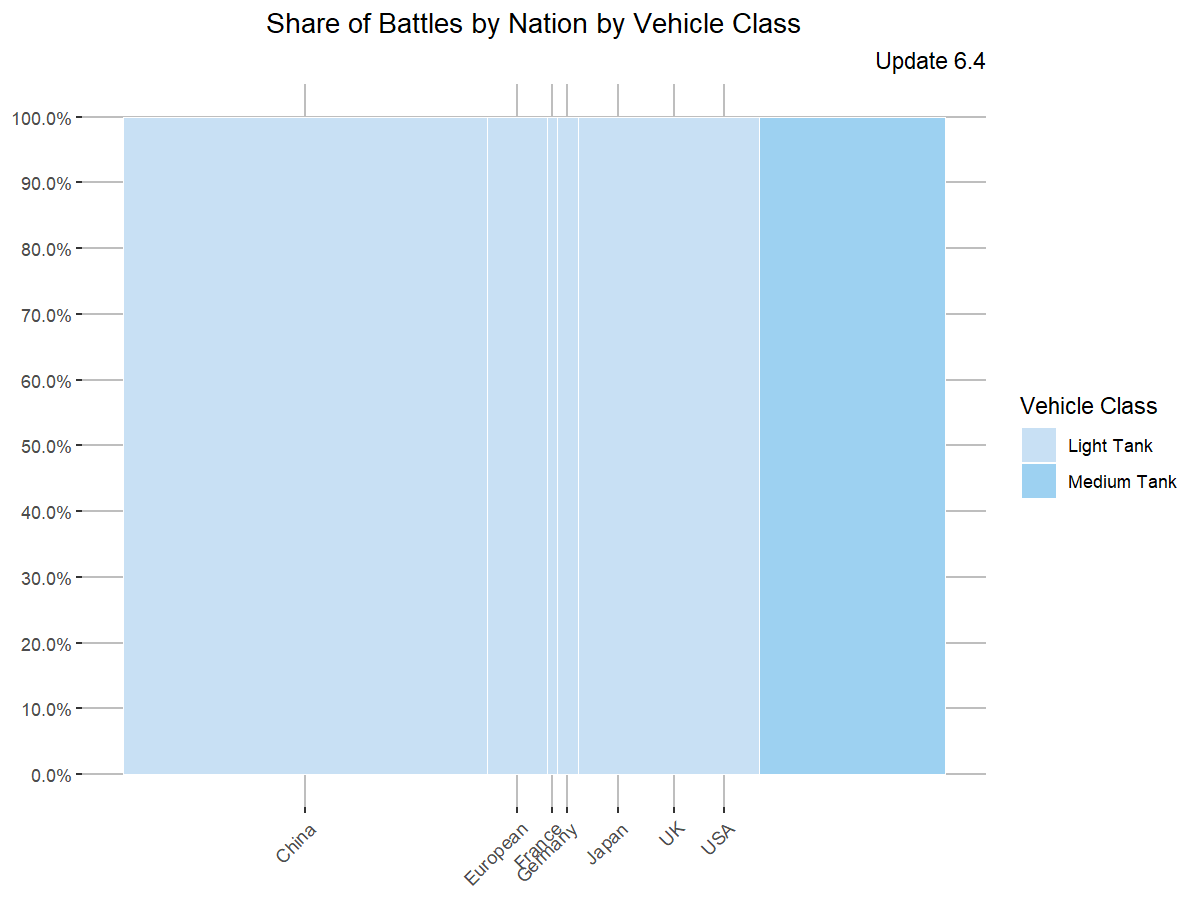 Share of Battles by Nation by Vehicle Class
Update 6.4
100.0%
90.0%
80.0%
70.0%
60.0%
50.0%
40.0%
30.0%
20.0%
10.0%
0.0%
China
European
France
Germany
Japan
UK
USA
Vehicle Class
Light Tank
Medium Tank